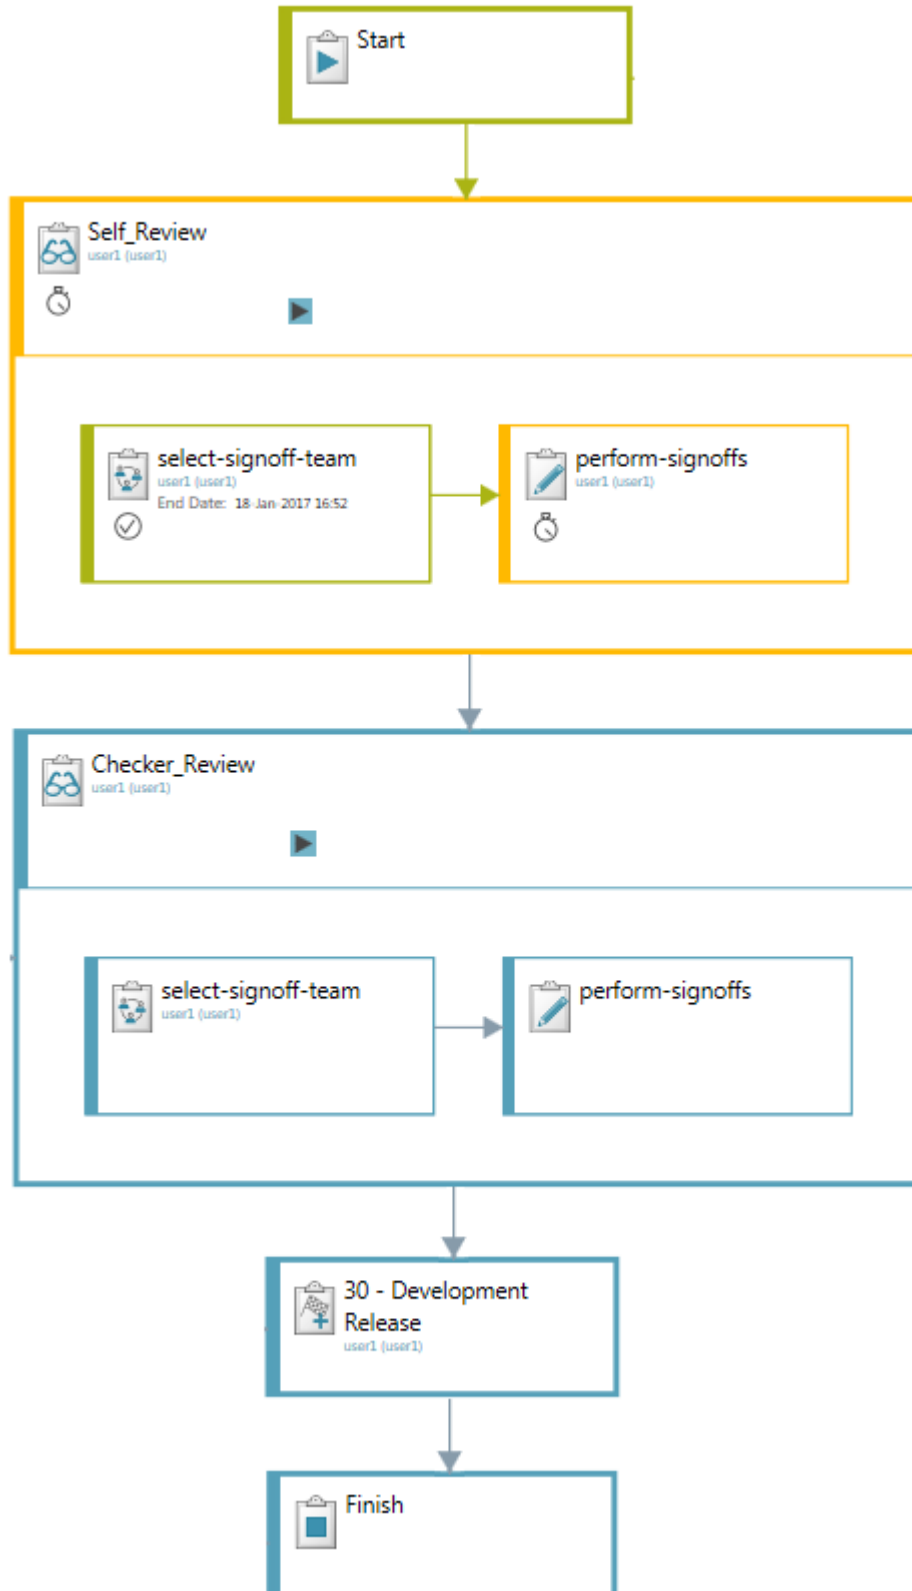 Start
Self_Review
user1 (user1)
select-signoff-team
user1 (user1)
End Date: 18-Jan-2017 16:52
perform-signoffs
user1 (user1)
Checker_Review
user1 (user1)
select-signoff-team
user1 (user1)
perform-signoffs
30 - Development
Release
user1 (user1)
Finish